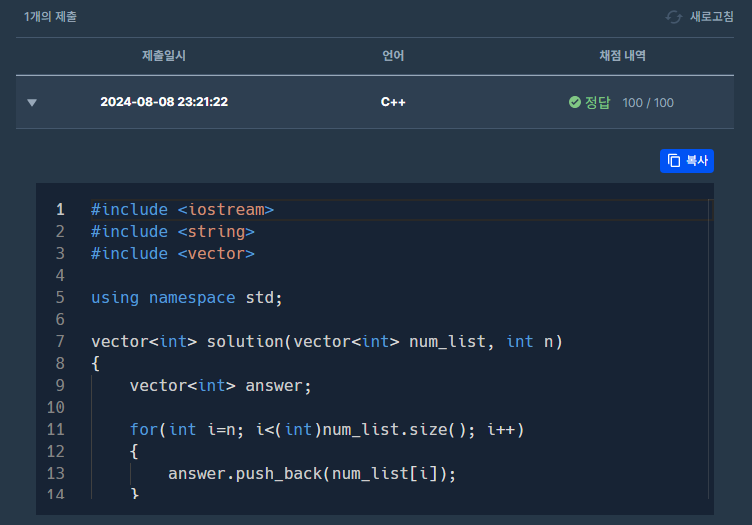 1개의 제출
새로고침
제출일시 언어 채점 내역
2024-08-08 23:21:22 C++ 정답 100 / 100
복사
1 #include <iostream>
2 #include <string>
3 #include <vector>
4
5 using namespace std;
6
7 vector<int> solution(vector<int> num_list, int n)
8 {
9     vector<int> answer;
10
11     for(int i=n; i<(int)num_list.size(); i++)
12     {
13         answer.push_back(num_list[i]);
14     }